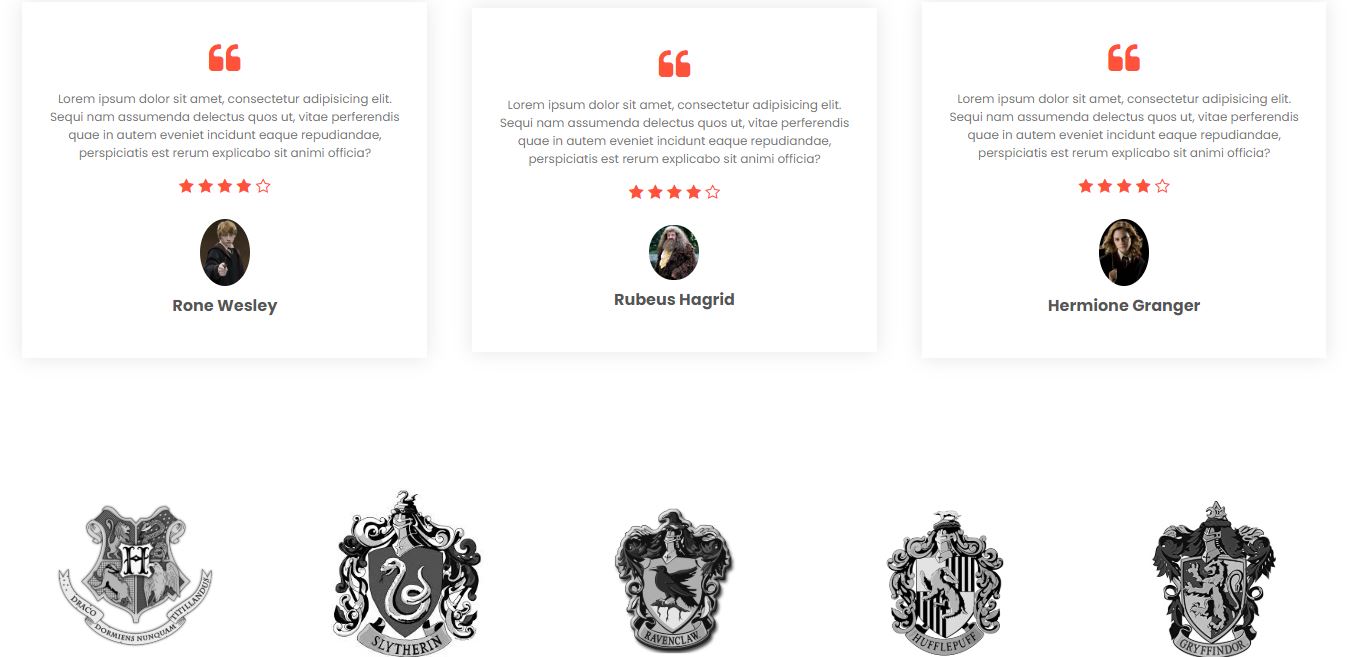 Lorem ipsum dolor sit amet, consectetur adipisicing elit.
Sequi nam assumenda delectus quos ut, vitae perferendis
quae in autem eveniet incidunt eaque repudiandae,
perspiciatis est rerum explicabo sit animi officia?
Rone Wesley
Lorem ipsum dolor sit amet, consectetur adipisicing elit.
Sequi nam assumenda delectus quos ut, vitae perferendis
quae in autem eveniet incidunt eaque repudiandae,
perspiciatis est rerum explicabo sit animi officia?
Rubeus Hagrid
Lorem ipsum dolor sit amet, consectetur adipisicing elit.
Sequi nam assumenda delectus quos ut, vitae perferendis
quae in autem eveniet incidunt eaque repudiandae,
perspiciatis est rerum explicabo sit animi officia?
Hermione Granger
H
DRACO DORMIENS NUNQUAM TITILLANDUS
SLYTHERIN
RAVENCLAW
HUFFLEPUFF
GRYFFINDOR